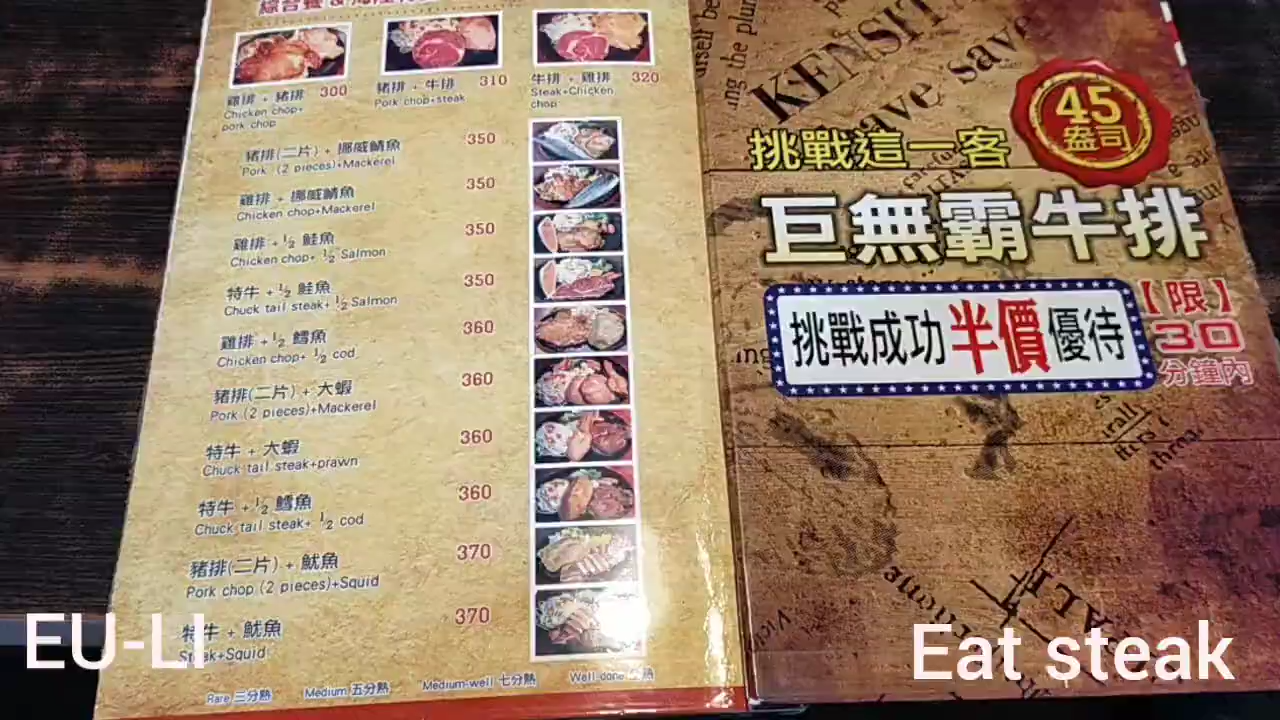 雞排 + 豬排 300
Chicken chop+
pork chop
豬排 + 牛排 310
Pork chop+steak
牛排 + 雞排 320
Steak+Chicken
chop
豬排(二片) + 挪威鯖魚 350
Pork (2 pieces)+Mackerel
雞排 + 挪威鯖魚 350
Chicken chop+Mackerel
雞排 + ½ 鮭魚 350
Chicken chop+ ½ Salmon
特牛 + ½ 鮭魚 350
Chuck tail steak+ ½ Salmon
雞排 + ½ 鱈魚 360
Chicken chop+ ½ cod
豬排(二片) + 大蝦 360
Pork (2 pieces)+Mackerel
特牛 + 大蝦 360
Chuck tail steak+prawn
特牛 + ½ 鱈魚 360
Chuck tail steak+ ½ cod
豬排(二片) + 魷魚 370
Pork chop (2 pieces)+Squid
特牛 + 魷魚 370
Steak+Squid
Rare 三分熟 Medium 五分熟 Medium-well 七分熟 Well-done
KENSIT
save
45
盎司
挑戰這一客
巨無霸牛排
挑戰成功半價優待
【限】
30
分鐘內
EU-LI
Eat steak